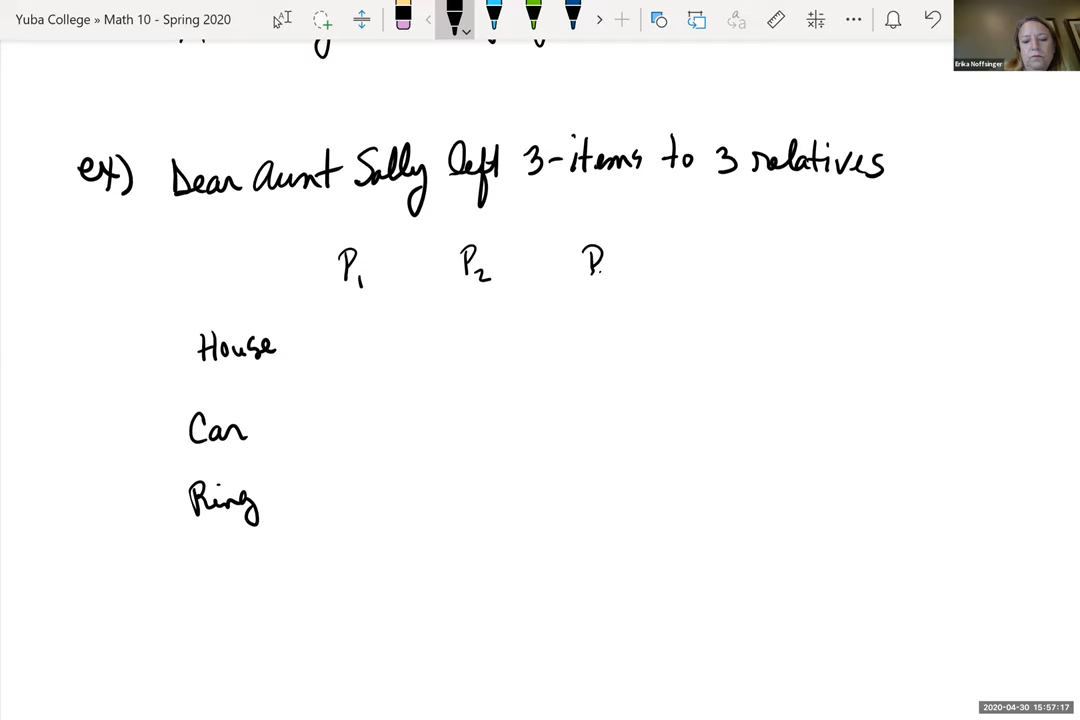 Yuba College » Math 10 - Spring 2020
Erika Noffsinger
ex) Dear Aunt Sally left 3-items to 3 relatives
P1 P2 P
House
Car
Ring
2020-04-30 15:57:17